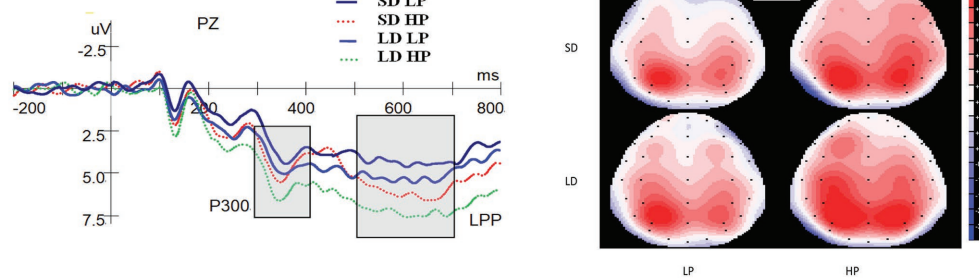 SD LP
SD HP
LD LP
LD HP
PZ
uV
-2.5
ms
-200
200
400
600
800
2.5
5.0
7.5
P300
LPP
SD
LD
LP
HP